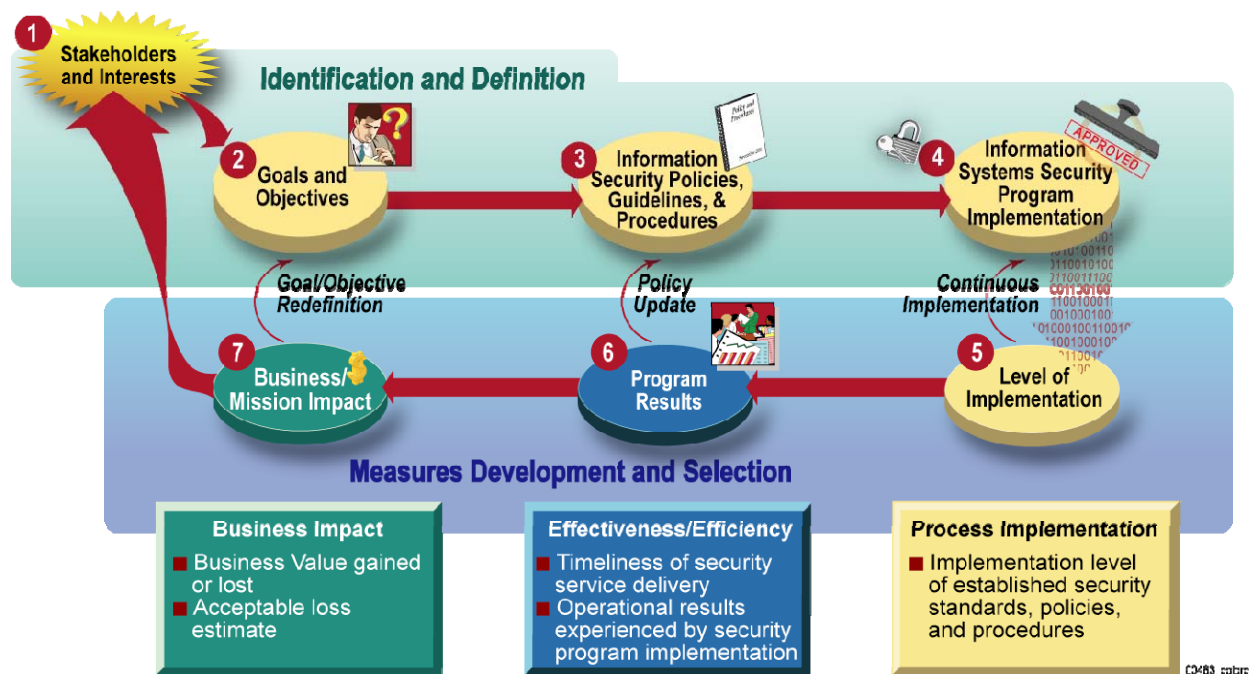 1
Stakeholders
and Interests
Identification and Definition
2
Goals and
Objectives
3
Information
Security Policies,
Guidelines, &
Procedures
Policy and
Procedures
4
Information
Systems Security
Program
Implementation
APPROVED
Goal/Objective
Redefinition
Policy
Update
Continuous
Implementation
7
Business/
Mission Impact
$
6
Program
Results
5
Level of
Implementation
Measures Development and Selection
Business Impact
■ Business Value gained
or lost
■ Acceptable loss
estimate
Effectiveness/Efficiency
■ Timeliness of security
service delivery
■ Operational results
experienced by security
program implementation
Process Implementation
■ Implementation level
of established security
standards, policies,
and procedures